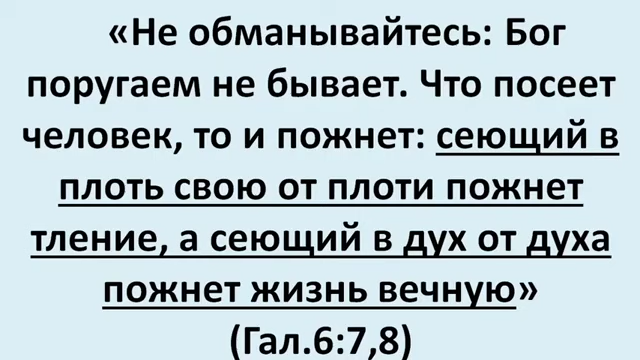 «Не обманывайтесь: Бог
поругаем не бывает. Что посеет
человек, то и пожнет: сеющий в
плоть свою от плоти пожнет
тление, а сеющий в дух от духа
пожнет жизнь вечную»
(Гал.6:7,8)